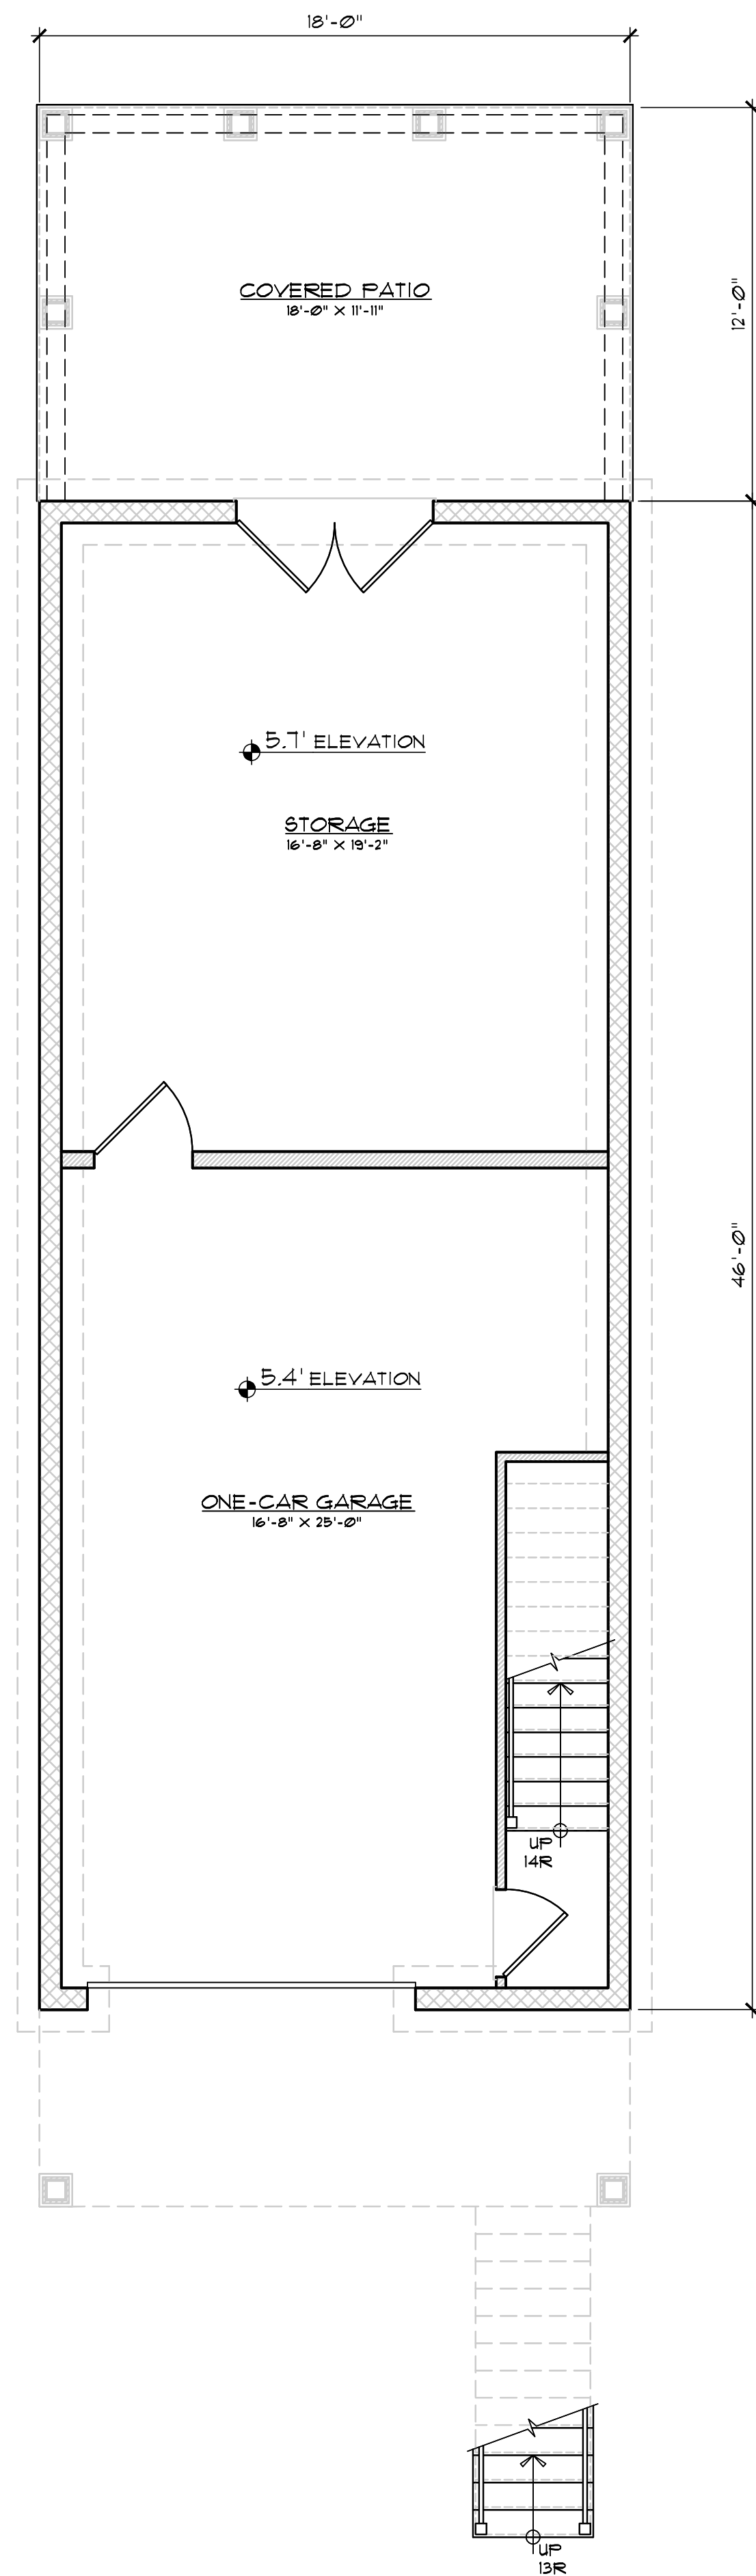 18'-0"
COVERED PATIO
18'-0" X 11'-11"
12'-0"
5.7' ELEVATION
STORAGE
16'-8" X 19'-2"
46'-0"
5.4' ELEVATION
ONE-CAR GARAGE
16'-8" X 25'-0"
UP
14R
UP
13R